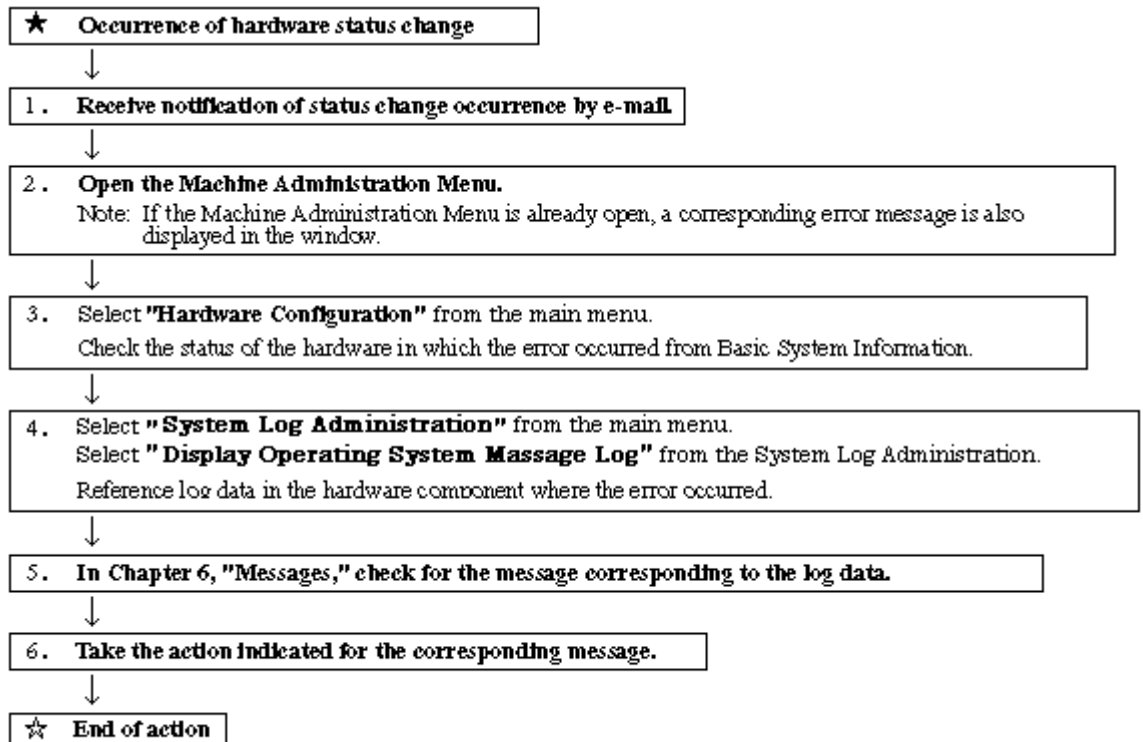 ★ Occurrence of hardware status change
↓
1. Receive notification of status change occurrence by e-mail.
↓
2. Open the Machine Administration Menu.
Note: If the Machine Administration Menu is already open, a corresponding error message is also
displayed in the window.
↓
3. Select "Hardware Configuration" from the main menu.
Check the status of the hardware in which the error occurred from Basic System Information.
↓
4. Select "System Log Administration" from the main menu.
Select "Display Operating System Massage Log" from the System Log Administration.
Reference log data in the hardware component where the error occurred.
↓
5. In Chapter 6, "Messages," check for the message corresponding to the log data.
↓
6. Take the action indicated for the corresponding message.
↓
☆ End of action